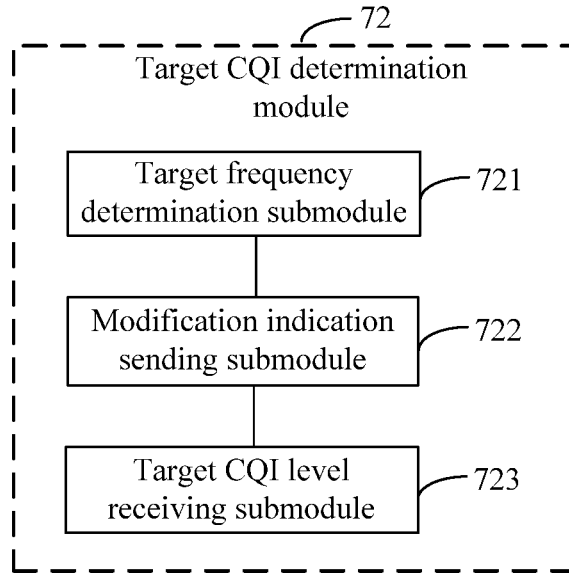 72
Target CQI determination
module
Target frequency
determination submodule
721
Modification indication
sending submodule
722
Target CQI level
receiving submodule
723